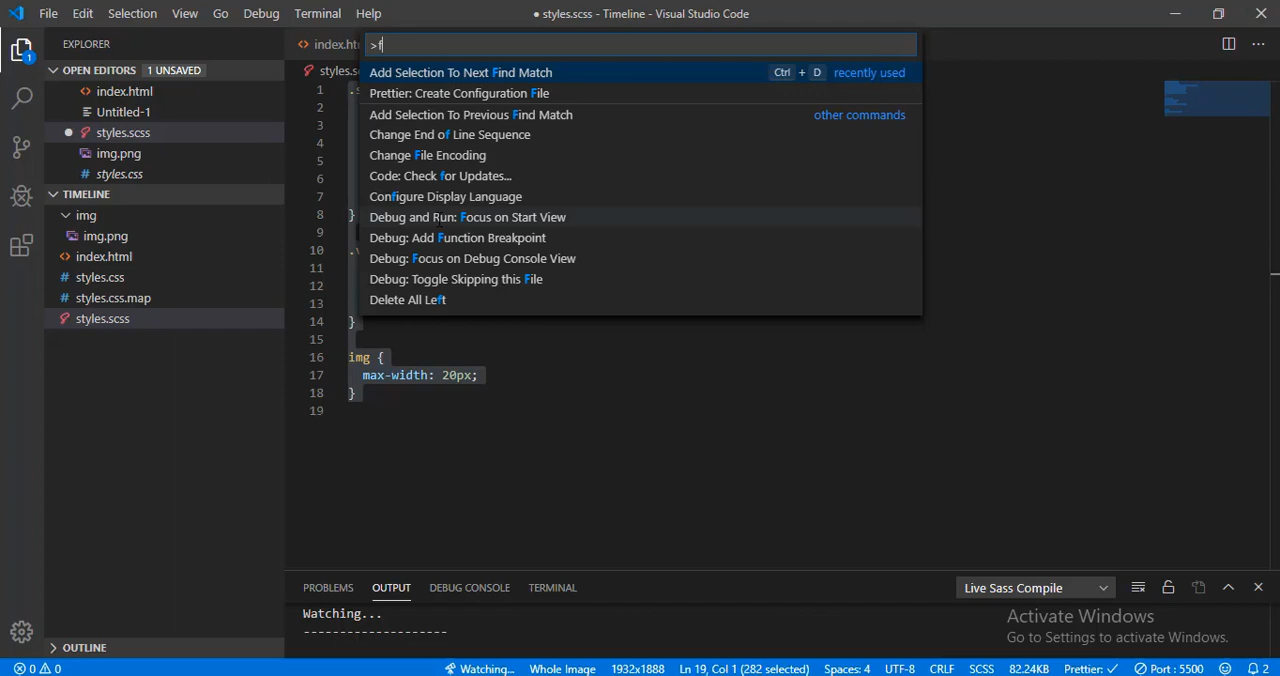 File Edit Selection View Go Debug Terminal Help
● styles.scss - Timeline - Visual Studio Code
EXPLORER
OPEN EDITORS 1 UNSAVED
index.html
Untitled-1
styles.scss
img.png
styles.css
TIMELINE
img
img.png
index.html
styles.css
styles.css.map
styles.scss
OUTLINE
1
index.ht
styles.s
>f
Add Selection To Next Find Match Ctrl + D recently used
Prettier: Create Configuration File
Add Selection To Previous Find Match other commands
Change End of Line Sequence
Change File Encoding
Code: Check for Updates...
Configure Display Language
Debug and Run: Focus on Start View
Debug: Add Function Breakpoint
Debug: Focus on Debug Console View
Debug: Toggle Skipping this File
Delete All Left
1
2
3
4
5
6
7
8 }
9
10
11
12
13
14 }
15
16 img {
17 max-width: 20px;
18 }
19
PROBLEMS OUTPUT DEBUG CONSOLE TERMINAL
Live Sass Compile
Watching...
--------------------
Activate Windows
Go to Settings to activate Windows.
0 0 Watching... Whole Image 1932x1888 Ln 19, Col 1 (282 selected) Spaces: 4 UTF-8 CRLF SCSS 82.24KB Prettier: ✓ Port : 5500 2